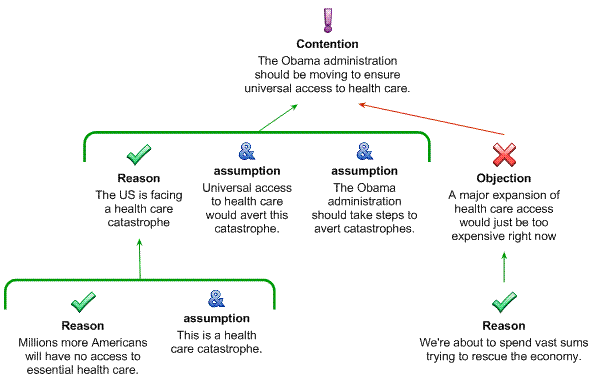 Contention
The Obama administration
should be moving to ensure
universal access to health care.
&
&
Reason
The US is facing
a health care
catastrophe
assumption
Universal access
to health care
would avert this
catastrophe.
assumption
The Obama
administration
should take steps to
avert catastrophes.
Objection
A major expansion of
health care access
would just be too
expensive right now
&
Reason
Millions more Americans
will have no access to
essential health care.
assumption
This is a health
care catastrophe.
Reason
We're about to spend vast sums
trying to rescue the economy.